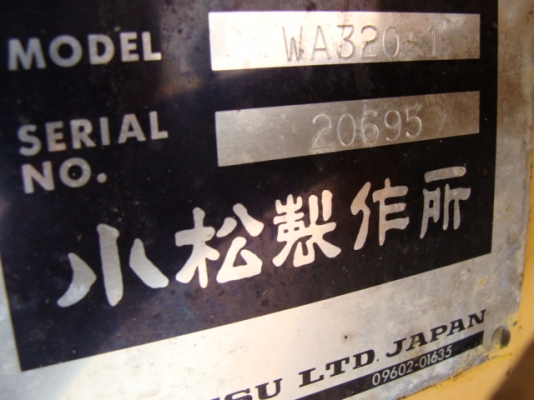 MODEL WA320-1
SERIAL NO. 20695
小松製作所
SU LTD. JAPAN
09602-01635